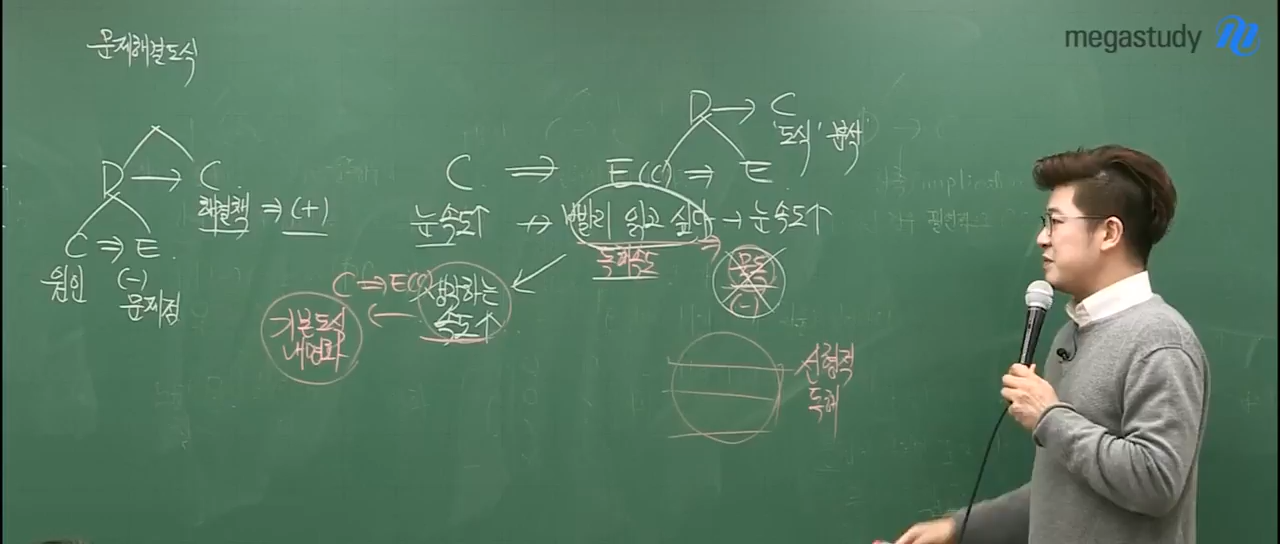 megastudy
문제해결도식
D → C
'도식' 분석
D → C
해결책 ⇒ (+)
C ⇒ E
원인 (-)
문제점
C ⇒ E(C) ⇒ E
눈 속도↑ → 빨리 읽고 싶다 → 눈 속도↑
독해속도
(-)
C ⇒ E(C)
생각하는
속도↑
기본도식
내면화
선형적
독해